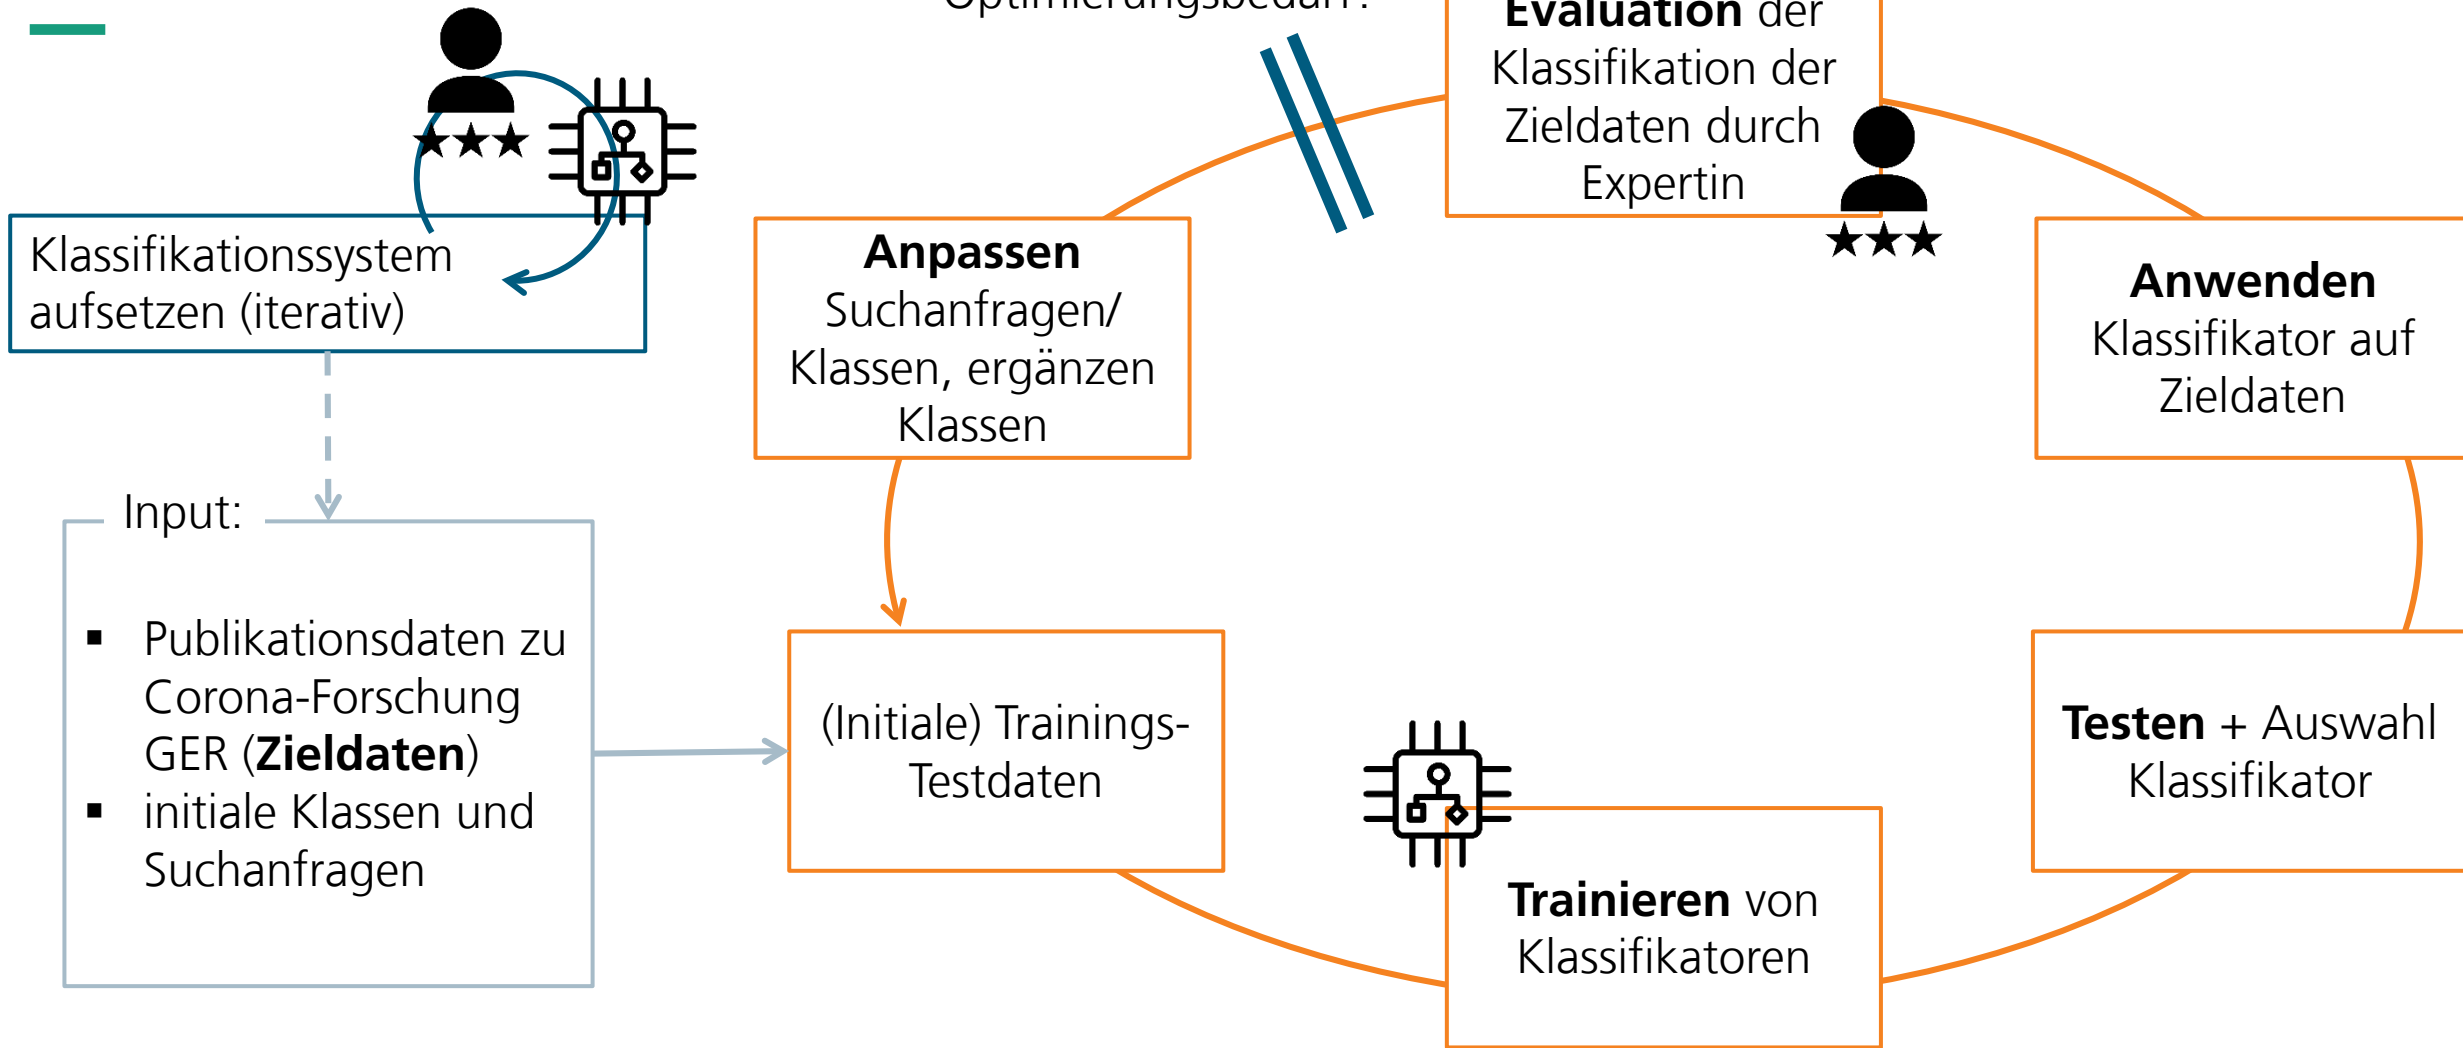 Optimierungsbedarf?
Evaluation der
Klassifikation der
Zieldaten durch
Expertin
Klassifikationssystem
aufsetzen (iterativ)
Anpassen
Suchanfragen/
Klassen, ergänzen
Klassen
Anwenden
Klassifikator auf
Zieldaten
Input:
▪ Publikationsdaten zu
Corona-Forschung
GER (Zieldaten)
▪ initiale Klassen und
Suchanfragen
(Initiale) Trainings-
Testdaten
Trainieren von
Klassifikatoren
Testen + Auswahl
Klassifikator